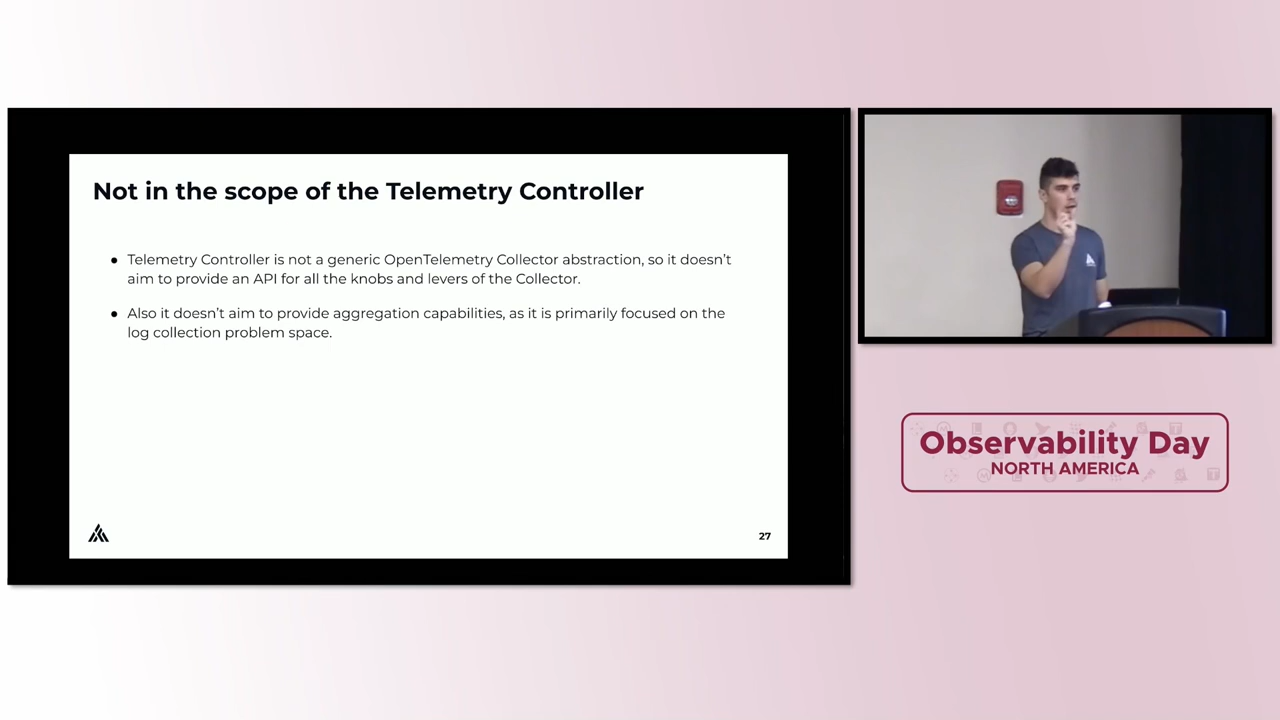 Not in the scope of the Telemetry Controller
● Telemetry Controller is not a generic OpenTelemetry Collector abstraction, so it doesn't
aim to provide an API for all the knobs and levers of the Collector.
● Also it doesn't aim to provide aggregation capabilities, as it is primarily focused on the
log collection problem space.
27
Observability Day
NORTH AMERICA